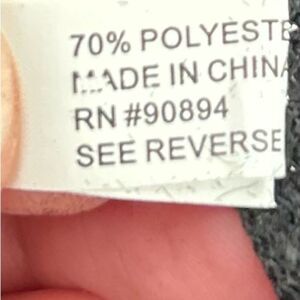 70% POLYESTE
MADE IN CHINA
RN #90894
SEE REVERSE